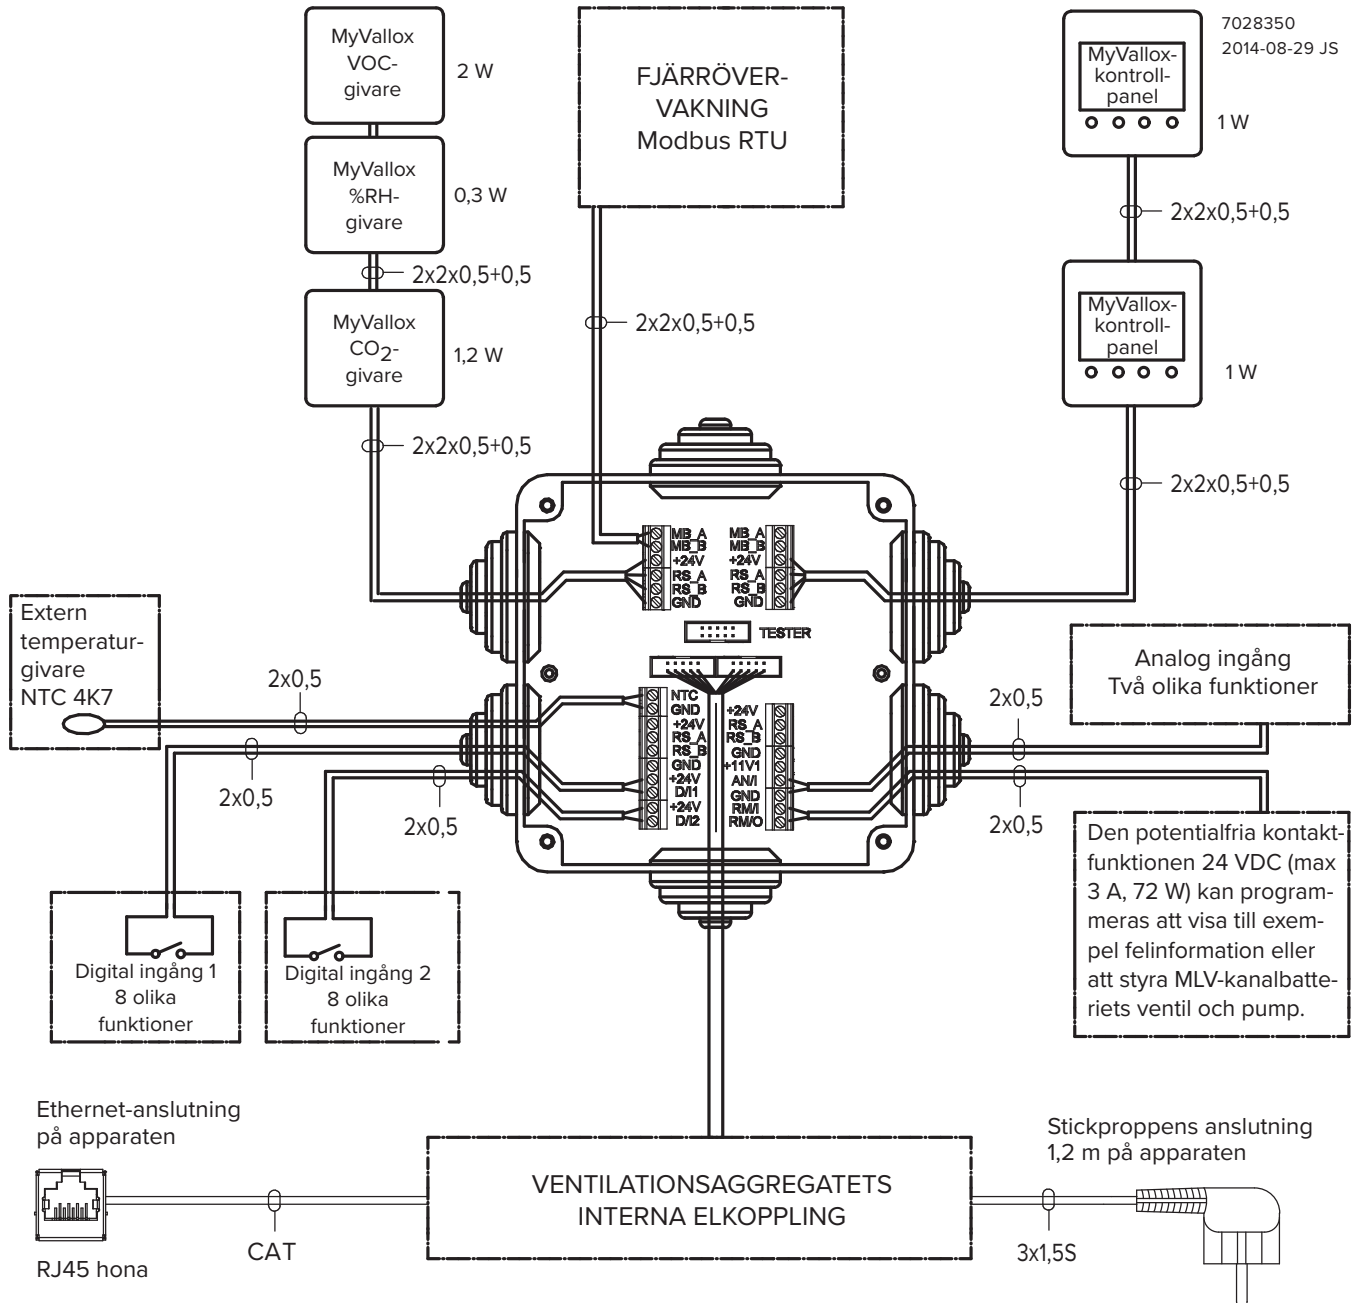 MyVallox
VOC-
givare
2 W
MyVallox
%RH-
givare
0,3 W
2x2x0,5+0,5
MyVallox
CO2-
givare
1,2 W
2x2x0,5+0,5
FJÄRRÖVER-
VAKNING
Modbus RTU
2x2x0,5+0,5
7028350
2014-08-29 JS
MyVallox-
kontroll-
panel
1 W
2x2x0,5+0,5
MyVallox-
kontroll-
panel
1 W
2x2x0,5+0,5
MB_A
MB_B
+24V
RS_A
RS_B
GND
MB_A
MB_B
+24V
RS_A
RS_B
GND
TESTER
NTC
GND
+24V
RS_A
RS_B
GND
+24V
D/I1
+24V
D/I2
+24V
RS_A
RS_B
GND
+11V1
AN/I
GND
RM/I
RM/O
Extern
temperatur-
givare
NTC 4K7
2x0,5
2x0,5
2x0,5
Analog ingång
Två olika funktioner
2x0,5
2x0,5
Den potentialfria kontakt-
funktionen 24 VDC (max
3 A, 72 W) kan program-
meras att visa till exem-
pel felinformation eller
att styra MLV-kanalbatte-
riets ventil och pump.
Digital ingång 1
8 olika
funktioner
Digital ingång 2
8 olika
funktioner
Ethernet-anslutning
på apparaten
RJ45 hona
CAT
VENTILATIONSAGGREGATETS
INTERNA ELKOPPLING
Stickproppens anslutning
1,2 m på apparaten
3x1,5S